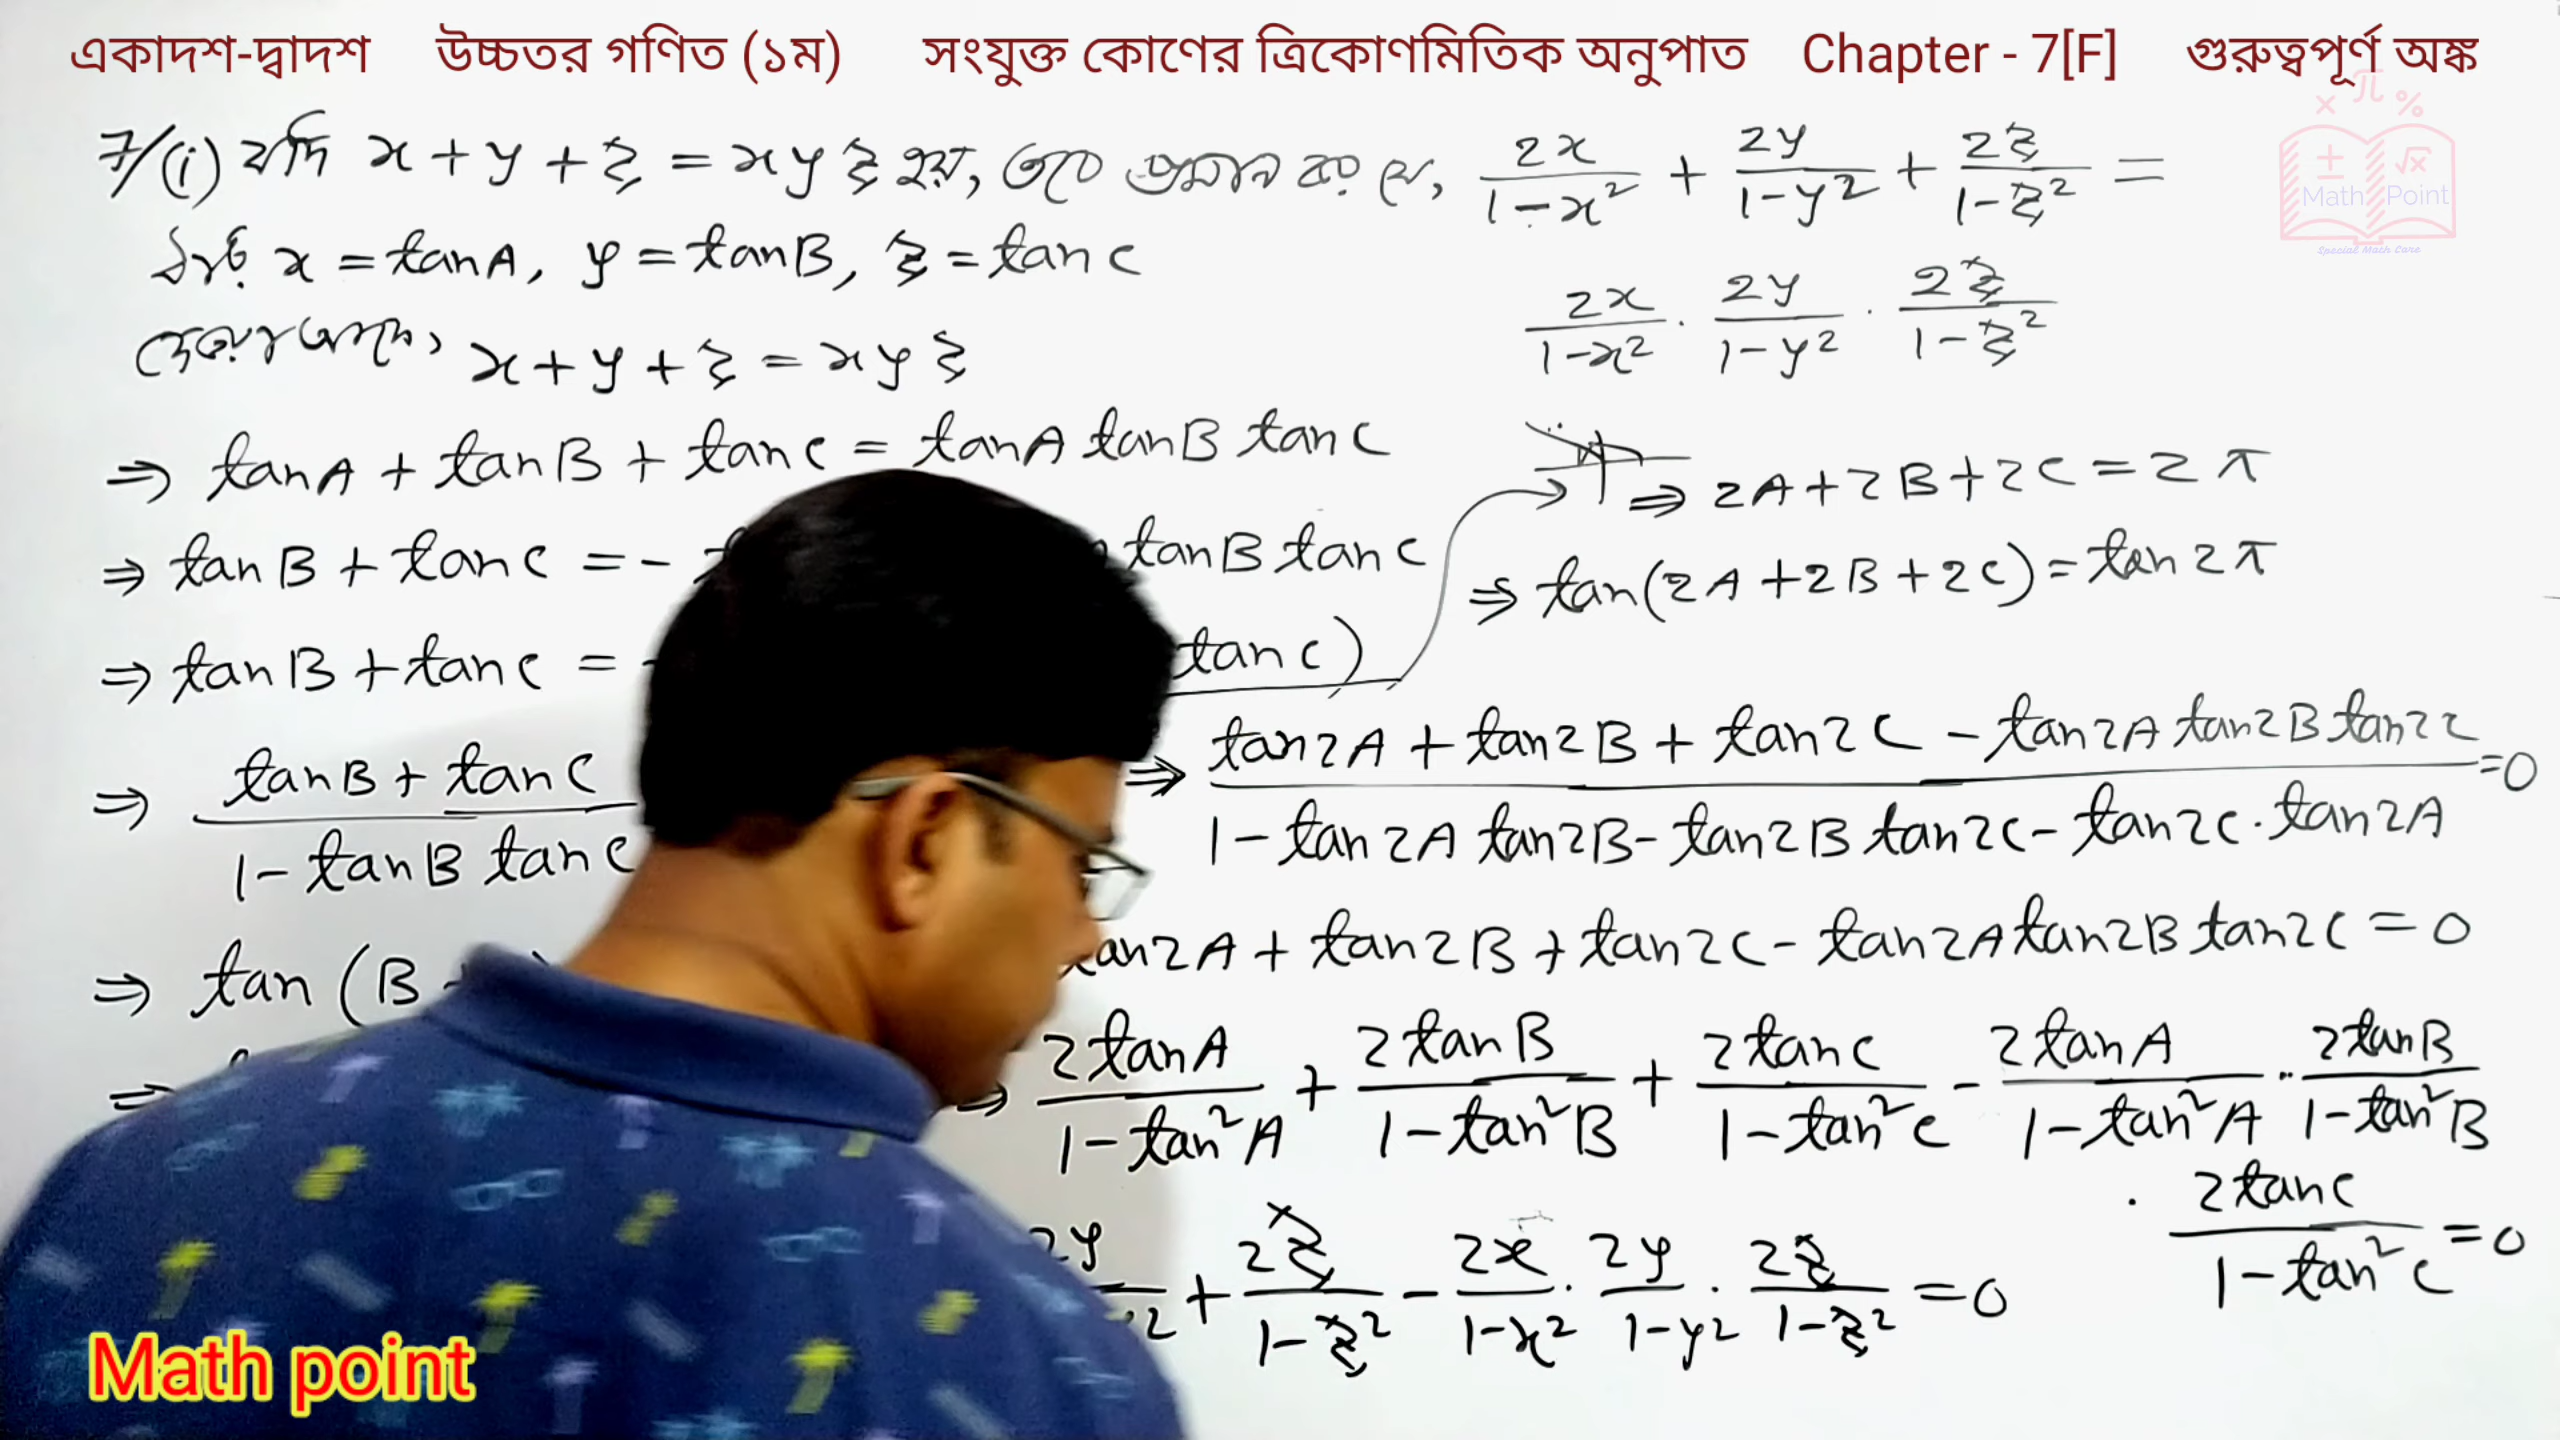 একাদশ-দ্বাদশ উচ্চতর গণিত (১ম) সংযুক্ত কোণের ত্রিকোণমিতিক অনুপাত Chapter - 7[F] গুরুত্বপূর্ণ অঙ্ক
7/(i) যদি x + y + z = xyz হয়, তবে প্রমাণ কর যে, 2x/(1-x²) + 2y/(1-y²) + 2z/(1-z²) =
2x/(1-x²) . 2y/(1-y²) . 2z/(1-z²)
Math Point
Special Math Care
ধরি, x = tanA, y = tanB, z = tanC
দেওয়া আছে, x + y + z = xyz
⇒ tanA + tanB + tanC = tanA tanB tanC
⇒ tanB + tanC = - tanB tanC
⇒ tanB + tanC = - tanC)
⇒ (tanB + tanC)/(1 - tanB tanC
⇒ tan (B
⇒
⇒ 2A + 2B + 2C = 2π
⇒ tan(2A + 2B + 2C) = tan2π
⇒ (tan2A + tan2B + tan2C - tan2A tan2B tan2C)/(1 - tan2A tan2B - tan2B tan2C - tan2C . tan2A) = 0
tan2A + tan2B + tan2C - tan2A tan2B tan2C = 0
⇒ 2tanA/(1 - tan²A) + 2tanB/(1 - tan²B) + 2tanC/(1 - tan²C) - 2tanA/(1 - tan²A) . 2tanB/(1 - tan²B)
. 2tanC/(1 - tan²C) = 0
2y + 2z/(1-z²) - 2x/(1-x²) . 2y/(1-y²) . 2z/(1-z²) = 0
Math point